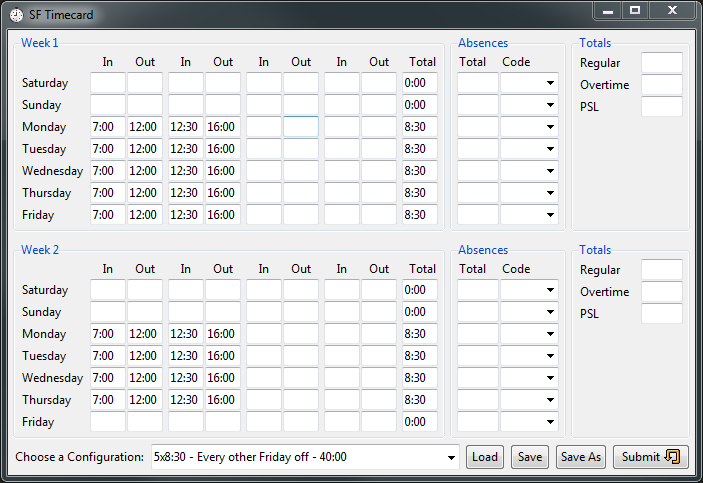 SF Timecard
Week 1 Absences Totals
In Out In Out In Out In Out Total Total Code Regular
Saturday 0:00 Overtime
Sunday 0:00 PSL
Monday 7:00 12:00 12:30 16:00 8:30
Tuesday 7:00 12:00 12:30 16:00 8:30
Wednesday 7:00 12:00 12:30 16:00 8:30
Thursday 7:00 12:00 12:30 16:00 8:30
Friday 7:00 12:00 12:30 16:00 8:30
Week 2 Absences Totals
In Out In Out In Out In Out Total Total Code Regular
Saturday 0:00 Overtime
Sunday 0:00 PSL
Monday 7:00 12:00 12:30 16:00 8:30
Tuesday 7:00 12:00 12:30 16:00 8:30
Wednesday 7:00 12:00 12:30 16:00 8:30
Thursday 7:00 12:00 12:30 16:00 8:30
Friday 0:00
Choose a Configuration: 5x8:30 - Every other Friday off - 40:00 Load Save Save As Submit